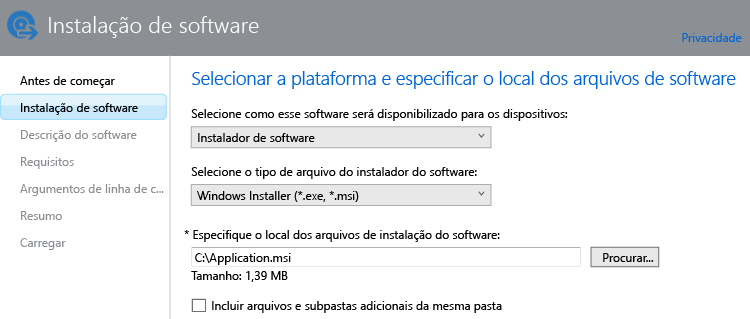 Instalação de software
Privacidade
Antes de começar
Instalação de software
Descrição do software
Requisitos
Argumentos de linha de c...
Resumo
Carregar
Selecionar a plataforma e especificar o local dos arquivos de software
Selecione como esse software será disponibilizado para os dispositivos:
Instalador de software
Selecione o tipo de arquivo do instalador do software:
Windows Installer (*.exe, *.msi)
* Especifique o local dos arquivos de instalação do software:
C:\Application.msi
Procurar...
Tamanho: 1,39 MB
Incluir arquivos e subpastas adicionais da mesma pasta